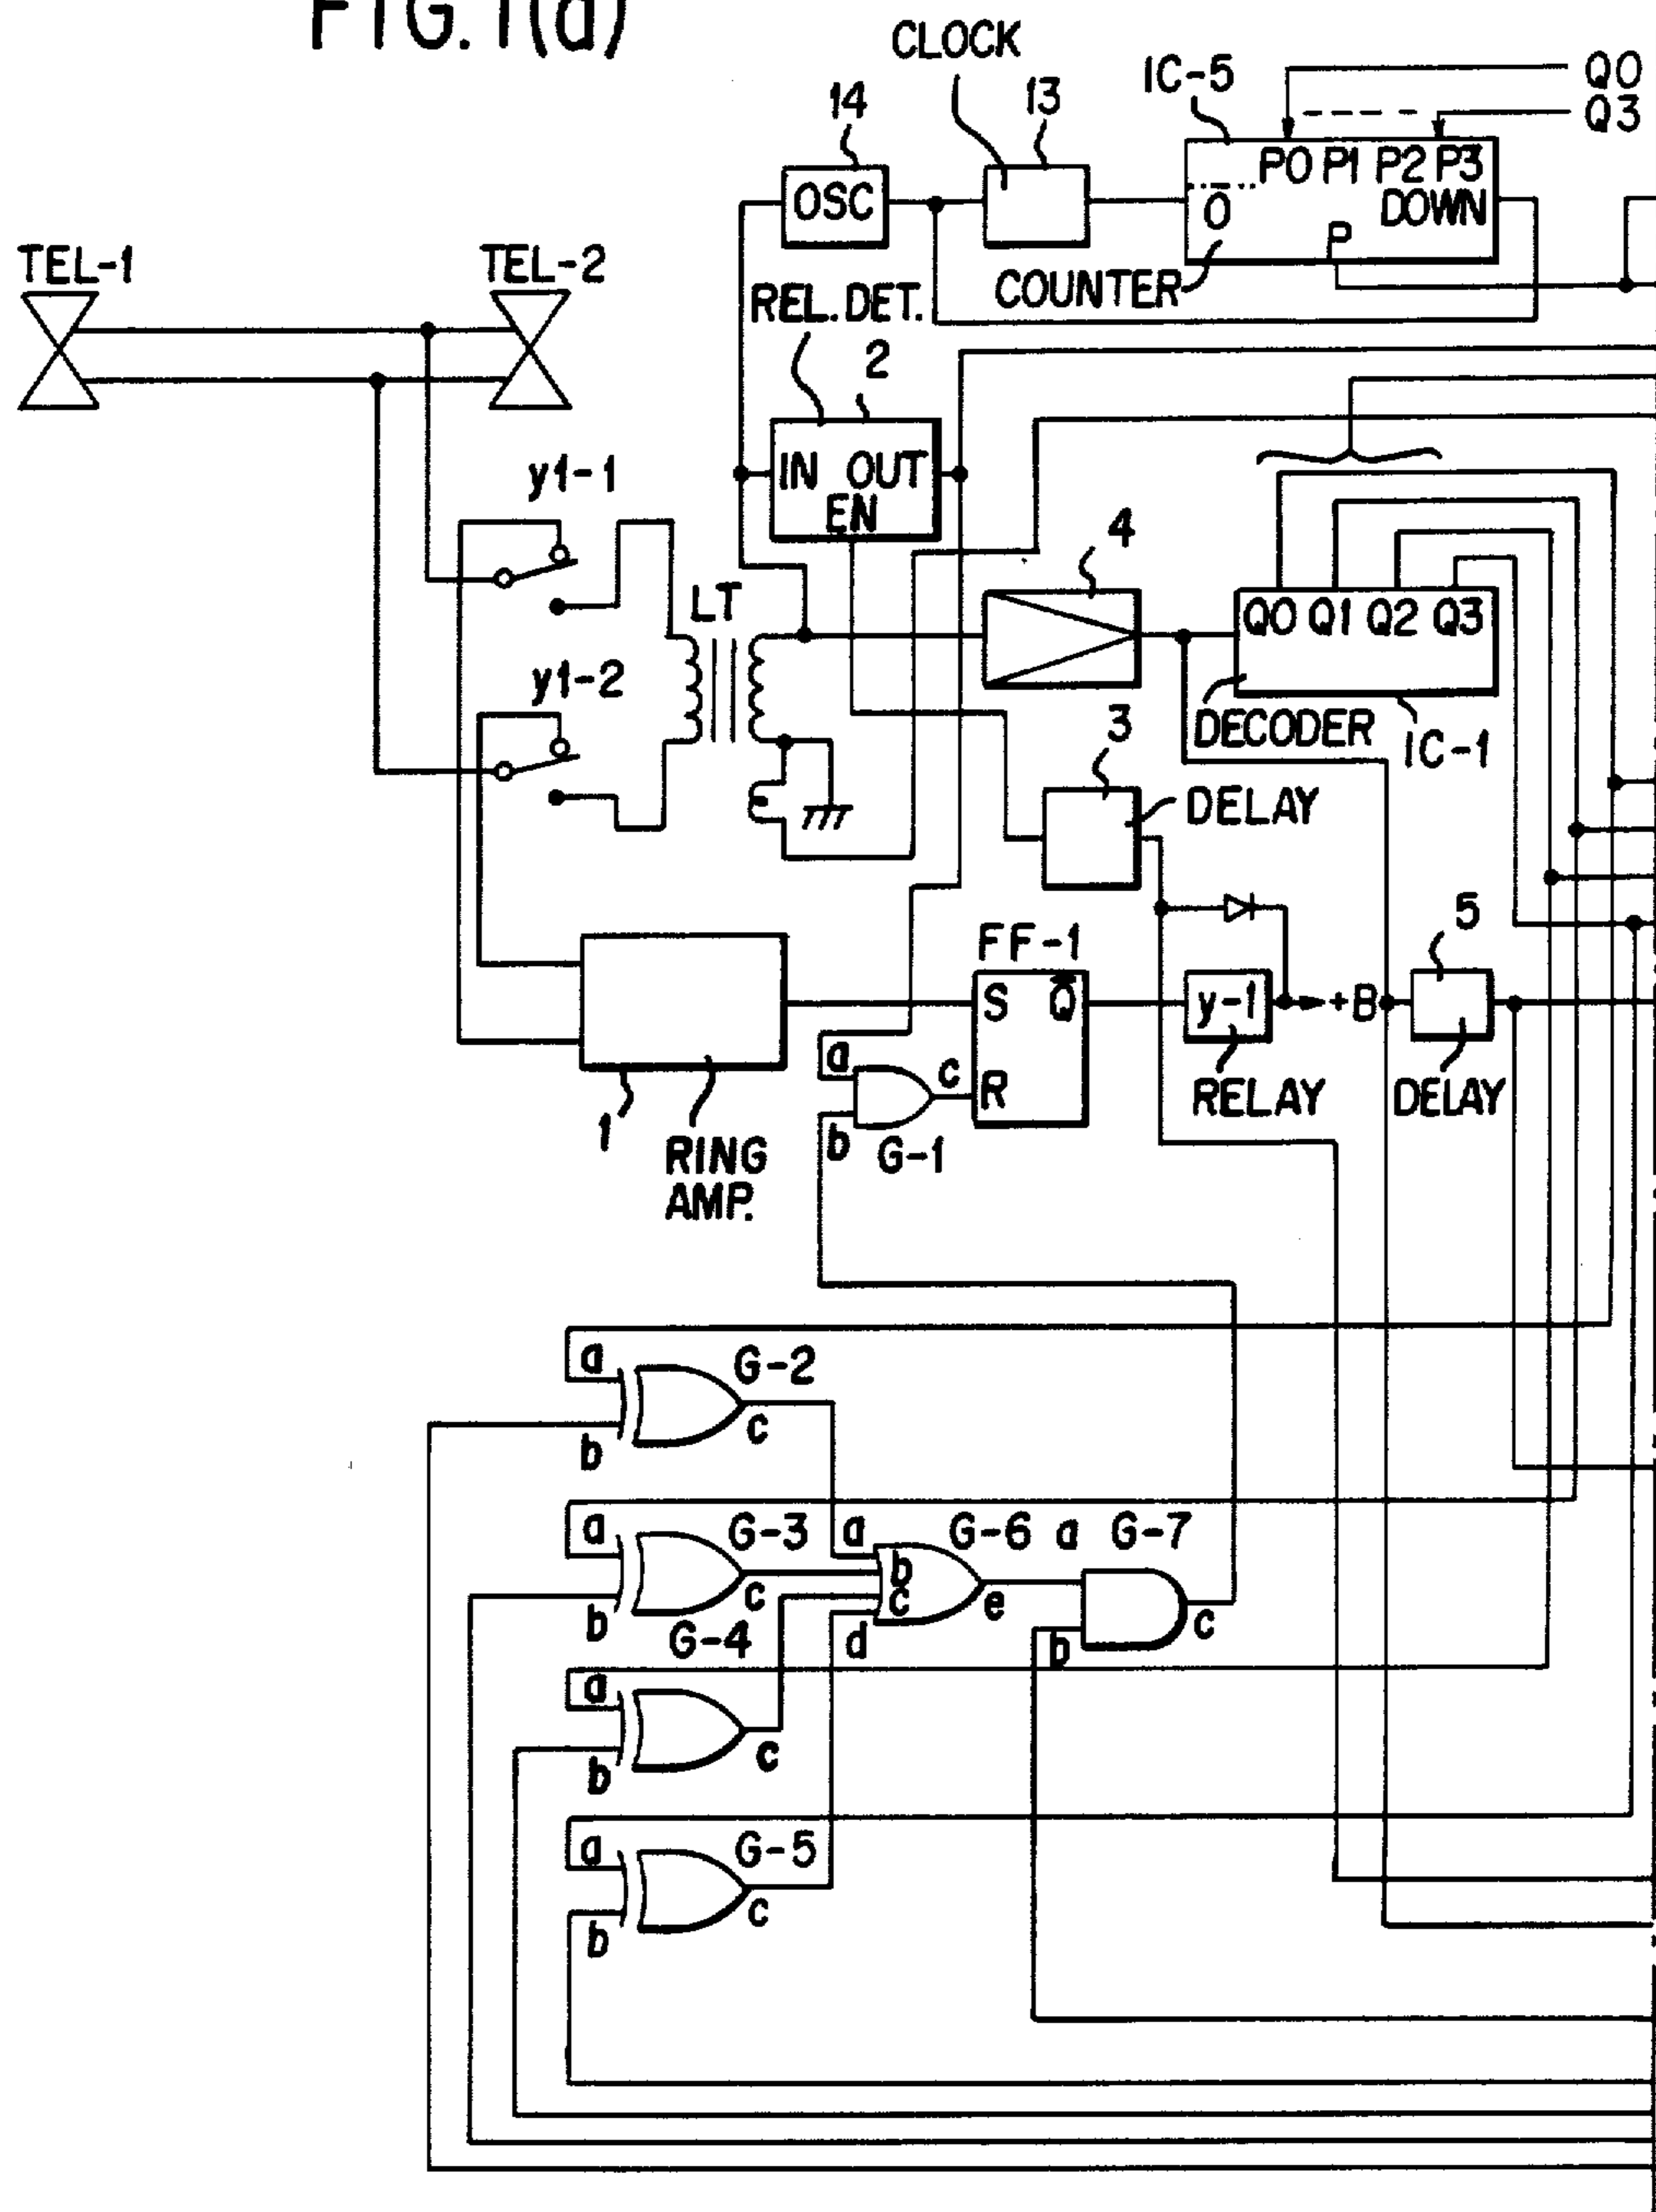 FIG. 1(a)
CLOCK
IC-5
Q0
14
13
Q3
OSC
P0 P1 P2 P3
O
DOWN
P
TEL-1
TEL-2
COUNTER
REL. DET.
2
IN OUT
EN
y1-1
4
LT
Q0 Q1 Q2 Q3
y1-2
3
DECODER
IC-1
DELAY
5
FF-1
S Q̅
y-1
+B
a
c
R
RELAY
DELAY
1
b
G-1
RING
AMP.
a
G-2
c
b
a
G-3
a
G-6
a
G-7
b
c
c
e
c
b
G-4
d
b
a
c
b
a
G-5
c
b